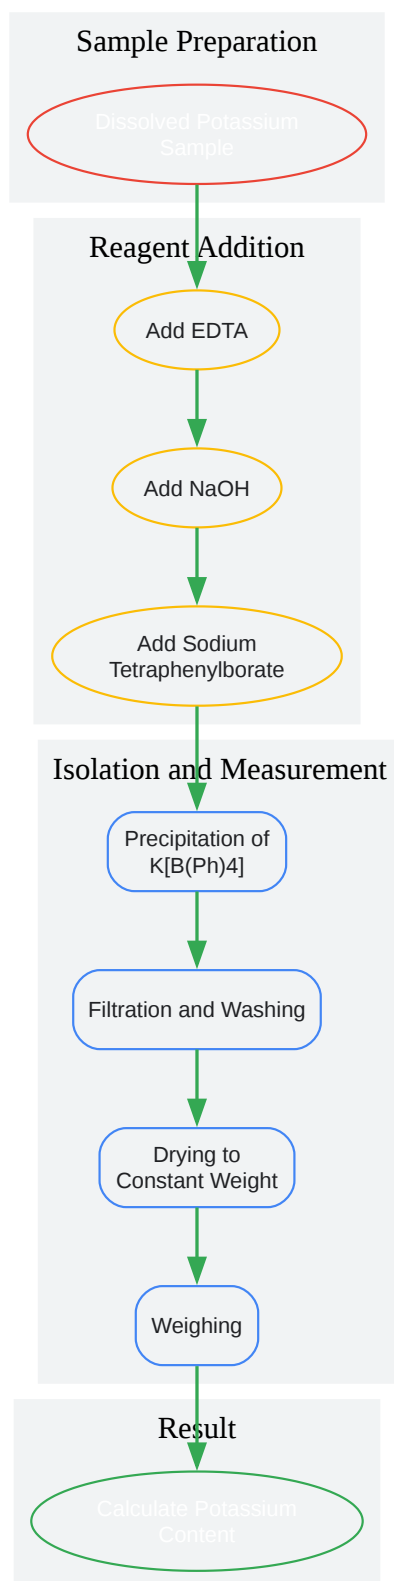 Sample Preparation
Dissolved Potassium
Sample
Reagent Addition
Add EDTA
Add NaOH
Add Sodium
Tetraphenylborate
Isolation and Measurement
Precipitation of
K[B(Ph)4]
Filtration and Washing
Drying to
Constant Weight
Weighing
Result
Calculate Potassium
Content